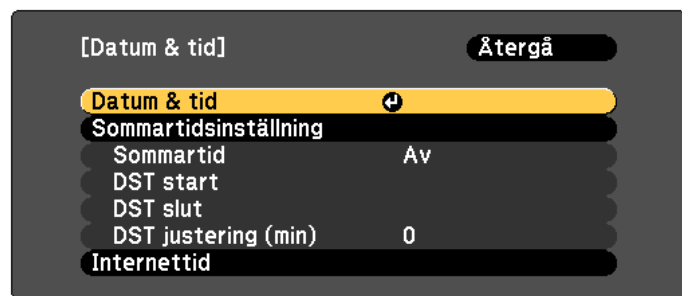 [Datum & tid] Återgå
Datum & tid
Sommartidsinställning
Sommartid Av
DST start
DST slut
DST justering (min) 0
Internettid